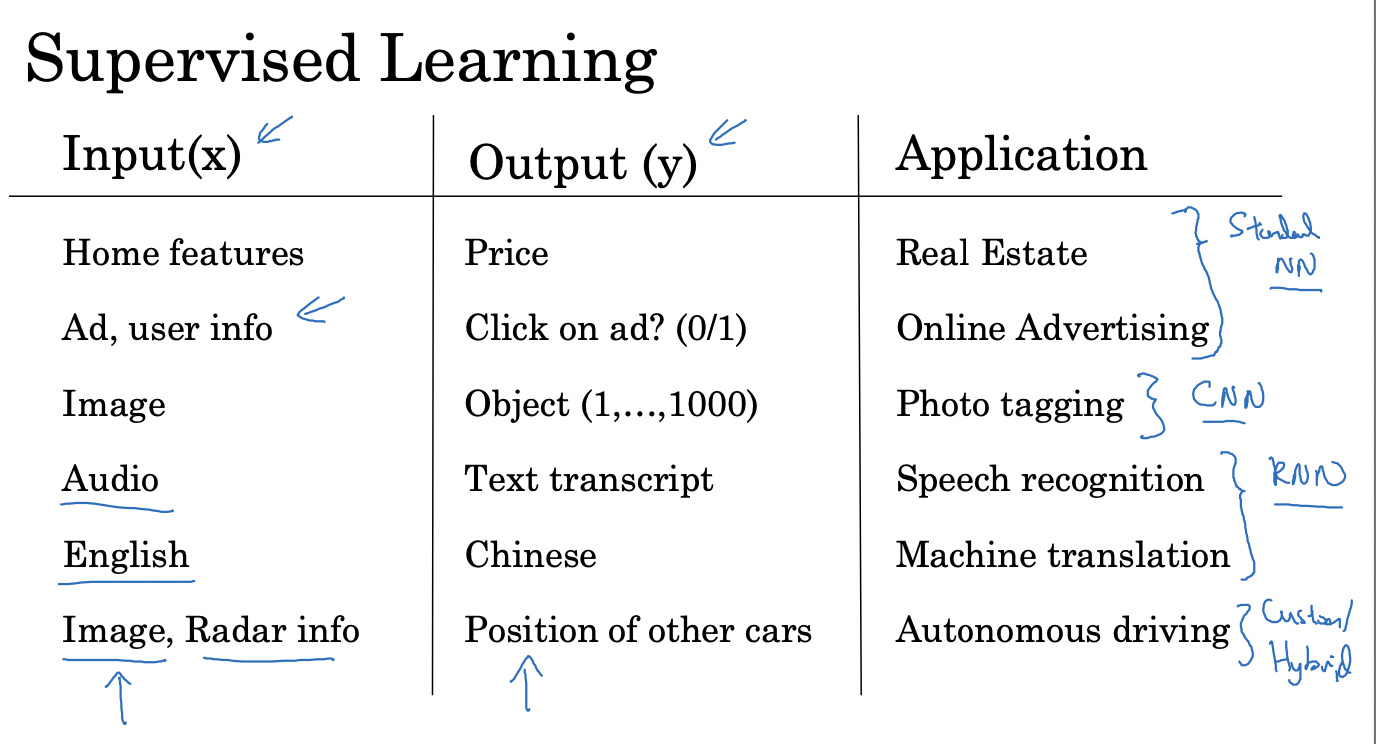 Supervised Learning
Input(x) Output (y) Application
Home features Price Real Estate
Standard
NN
Ad, user info Click on ad? (0/1) Online Advertising
Image Object (1,...,1000) Photo tagging CNN
Audio Text transcript Speech recognition RNN
English Chinese Machine translation
Image, Radar info Position of other cars Autonomous driving Custom/
Hybrid